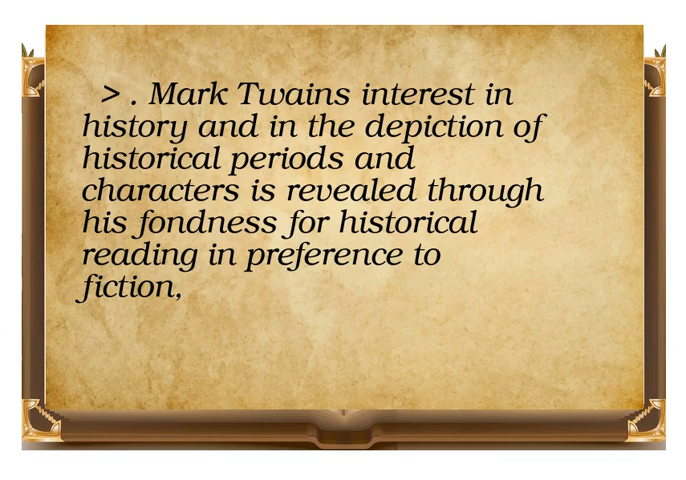 > . Mark Twains interest in
history and in the depiction of
historical periods and
characters is revealed through
his fondness for historical
reading in preference to
fiction,